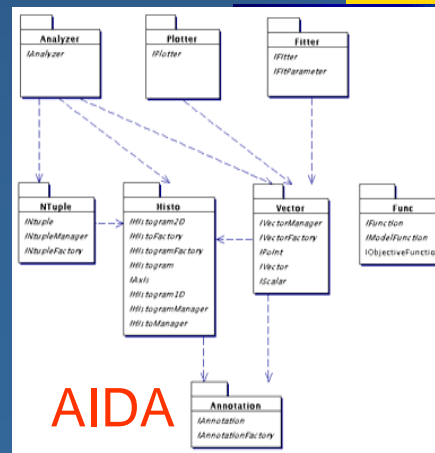 Analyzer
IAnalyzer
Plotter
IPlotter
Fitter
IFitter
IFitParameter
NTuple
INtuple
INtupleManager
INtupleFactory
Histo
IHistogram2D
IHistoFactory
IHistogramFactory
IHistogram
IAxis
IHistogram1D
IHistogramManager
IHistoManager
Vector
IVectorManager
IVectorFactory
IPoint
IVector
IScalar
Func
IFunction
IModelFunction
IObjectiveFunctio
AIDA
Annotation
IAnnotation
IAnnotationFactory